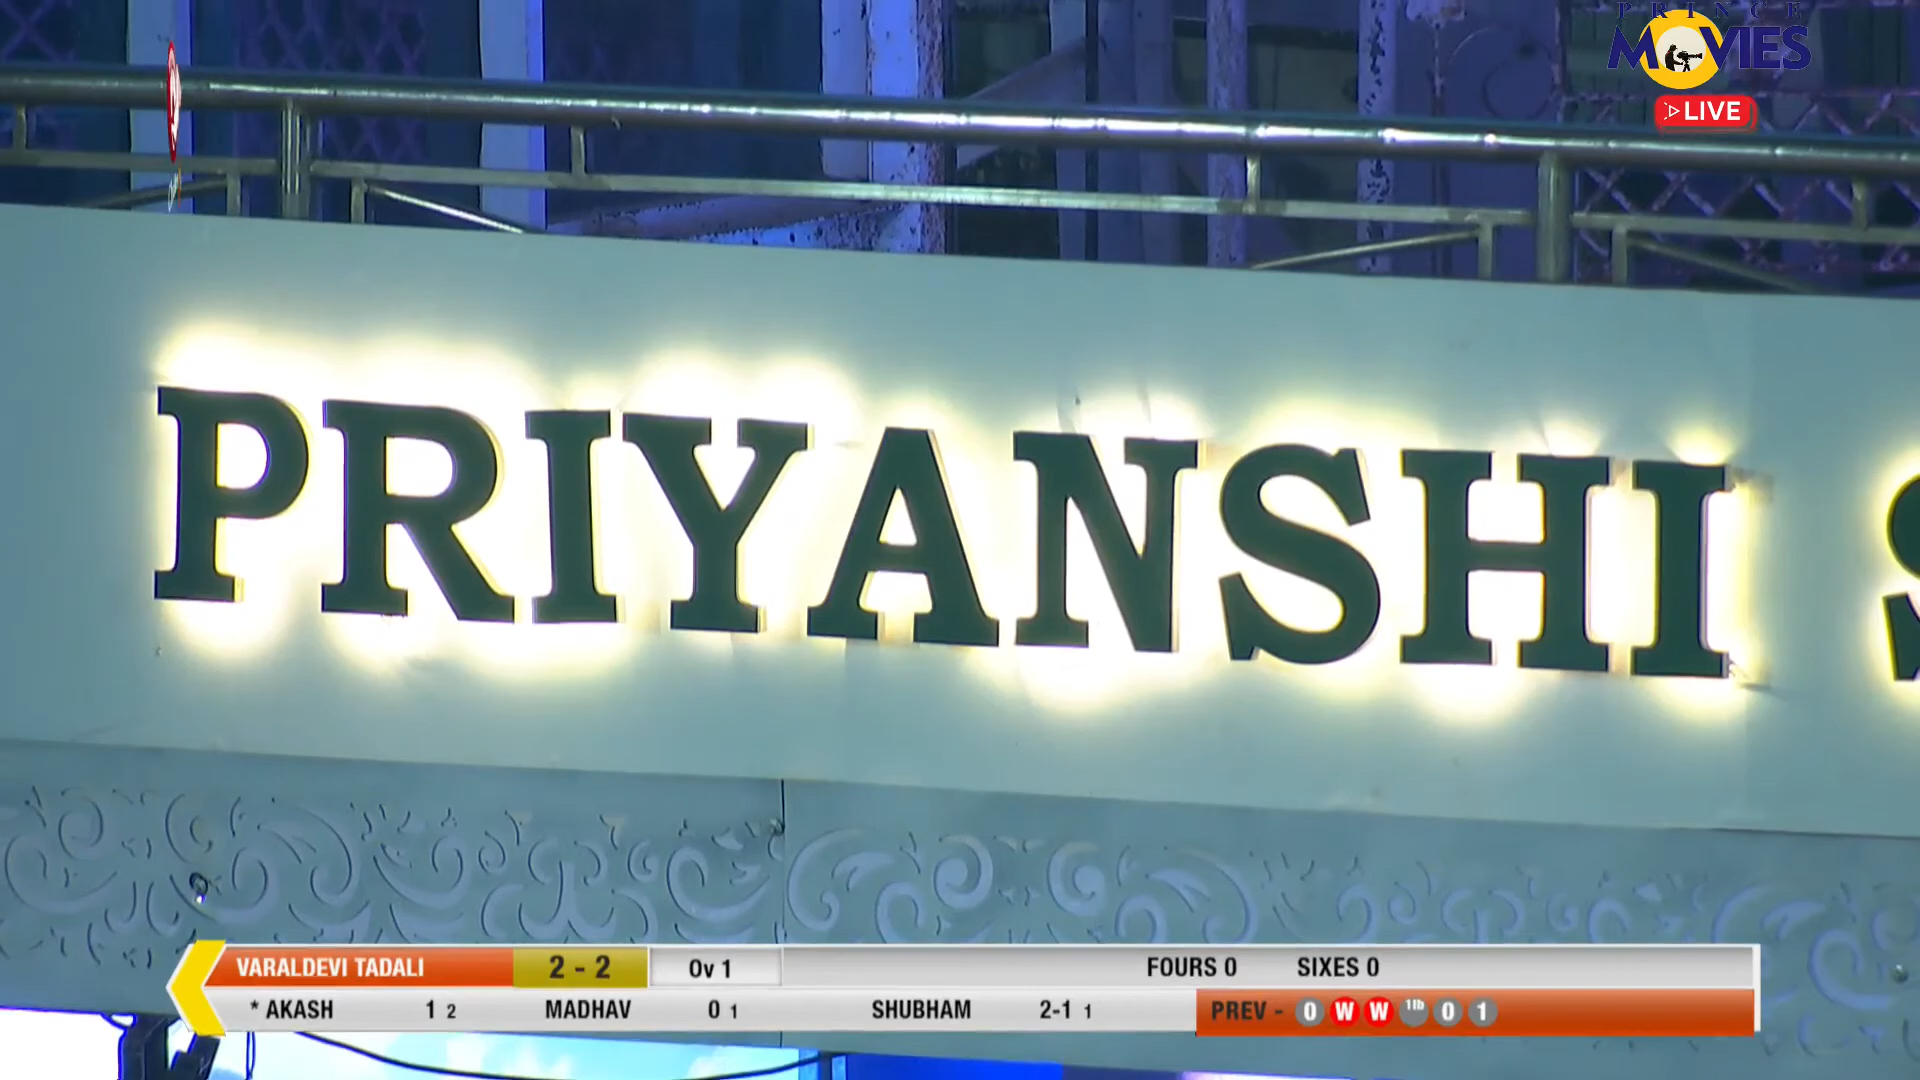 PRINCE
MOVIES
LIVE
PRIYANSHI S
VARALDEVI TADALI 2 - 2 Ov 1 FOURS 0 SIXES 0
* AKASH 1 2 MADHAV 0 1 SHUBHAM 2-1 1 PREV - 0 W W 1lb 0 1